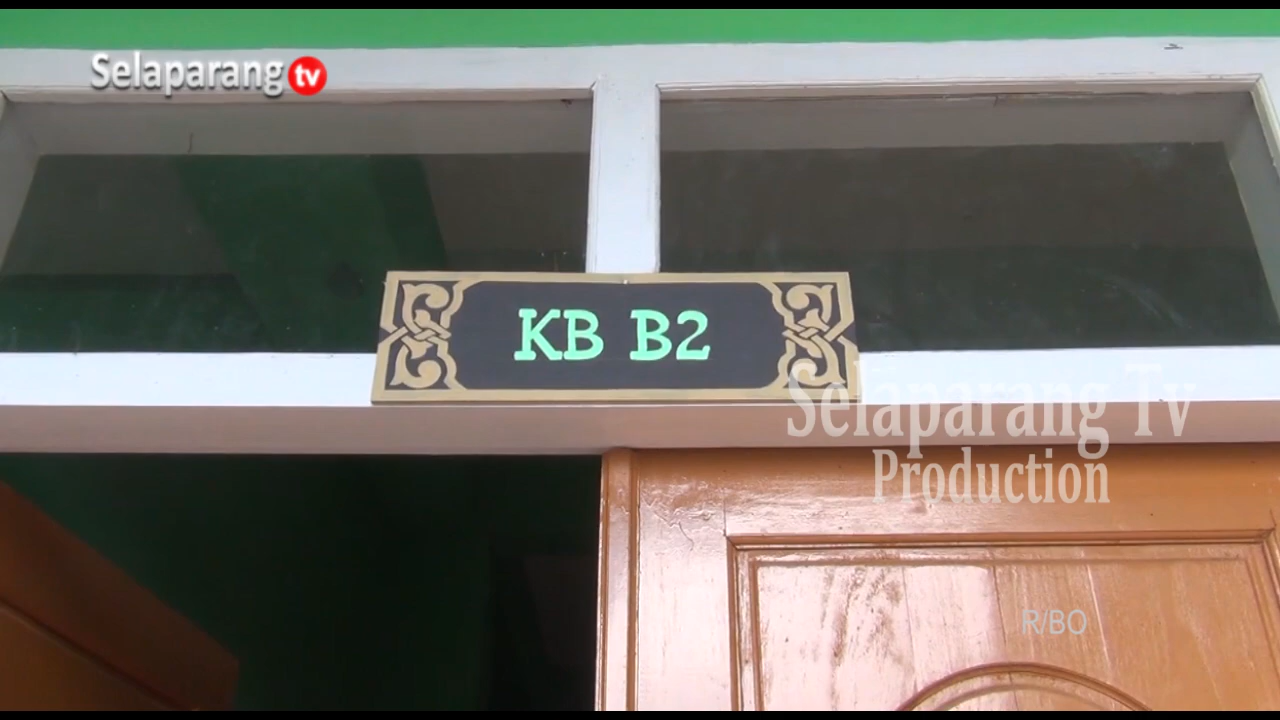 Selaparang tv
KB B2
Selaparang Tv
Production
R/BO